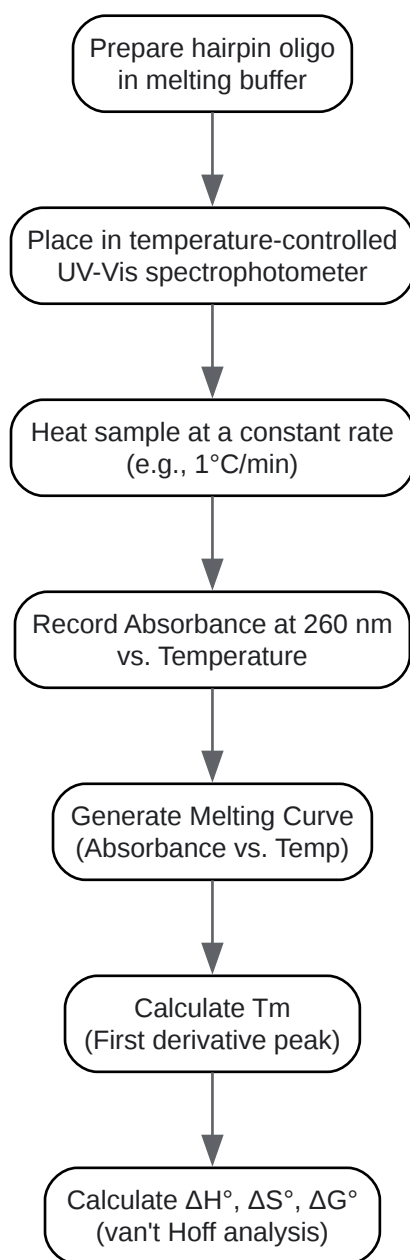 Prepare hairpin oligo
in melting buffer
Place in temperature-controlled
UV-Vis spectrophotometer
Heat sample at a constant rate
(e.g., 1°C/min)
Record Absorbance at 260 nm
vs. Temperature
Generate Melting Curve
(Absorbance vs. Temp)
Calculate Tm
(First derivative peak)
Calculate ΔH°, ΔS°, ΔG°
(van't Hoff analysis)